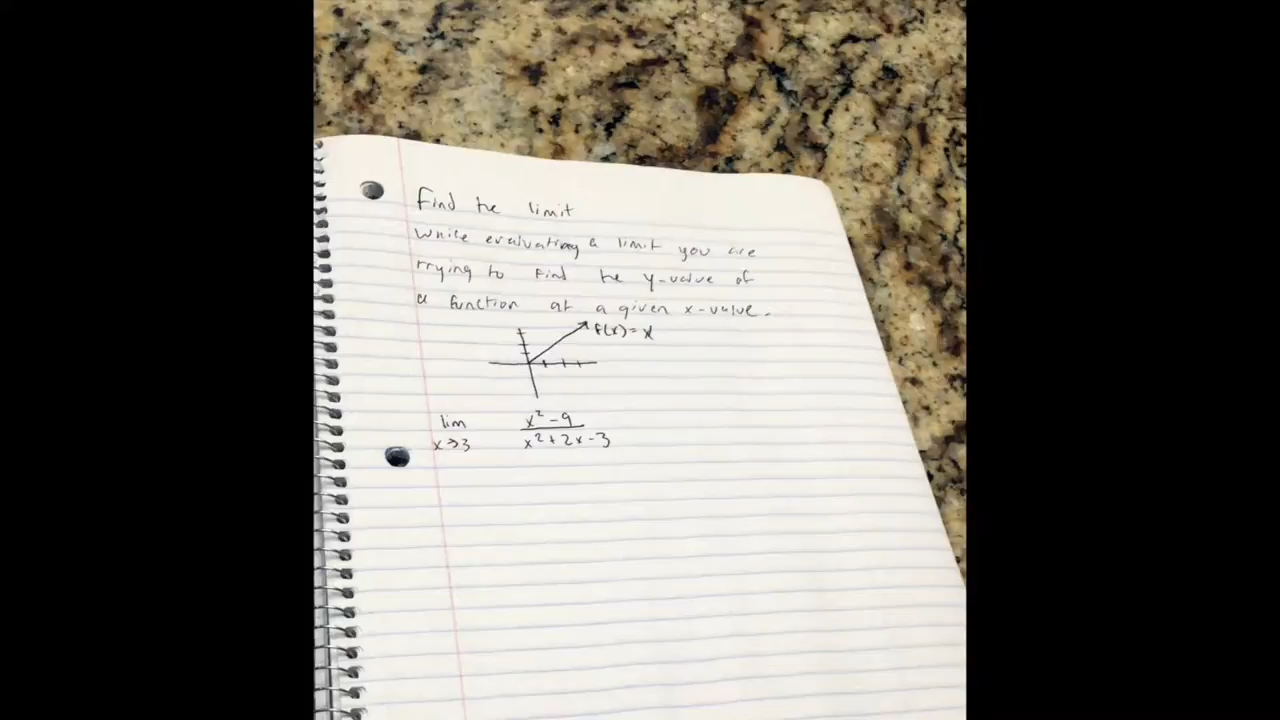 Find the limit
While evaluating a limit you are
trying to find the y-value of
a function at a given x-value.
f(x) = x
lim x→3 x² - 9 / x² + 2x - 3